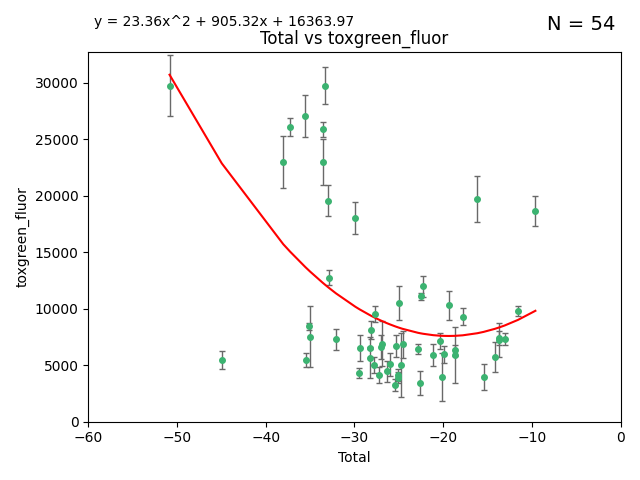 y = 23.36x^2 + 905.32x + 16363.97
N = 54
Total vs toxgreen_fluor
30000
25000
20000
15000
10000
5000
0
toxgreen_fluor
−60 −50 −40 −30 −20 −10 0
Total